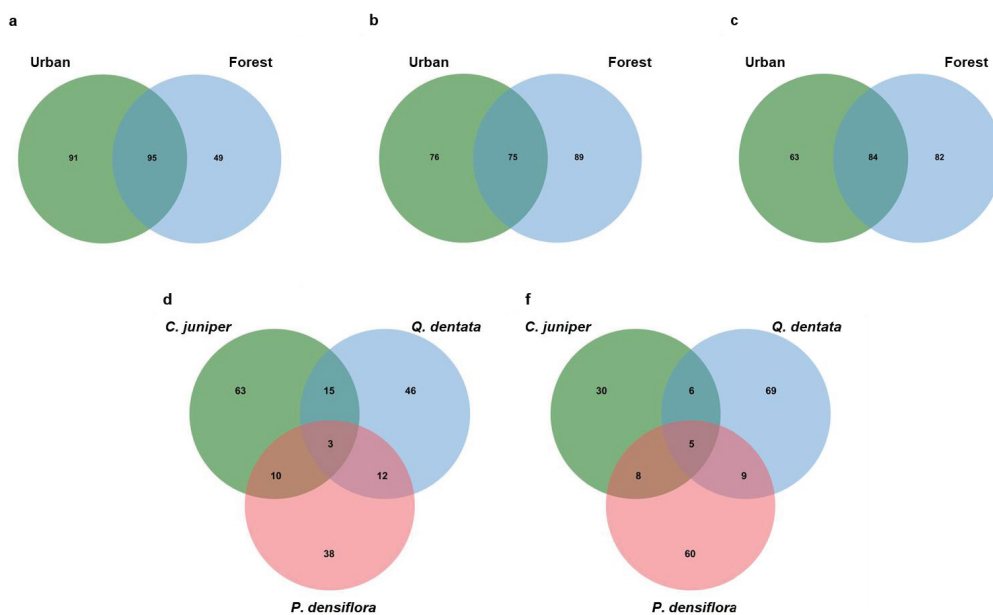 a
b
c
Urban
Forest
Urban
Forest
Urban
Forest
91
95
49
76
75
89
63
84
82
d
f
C. juniper
Q. dentata
C. juniper
Q. dentata
63
15
46
30
6
69
3
5
10
12
8
9
38
60
P. densiflora
P. densiflora